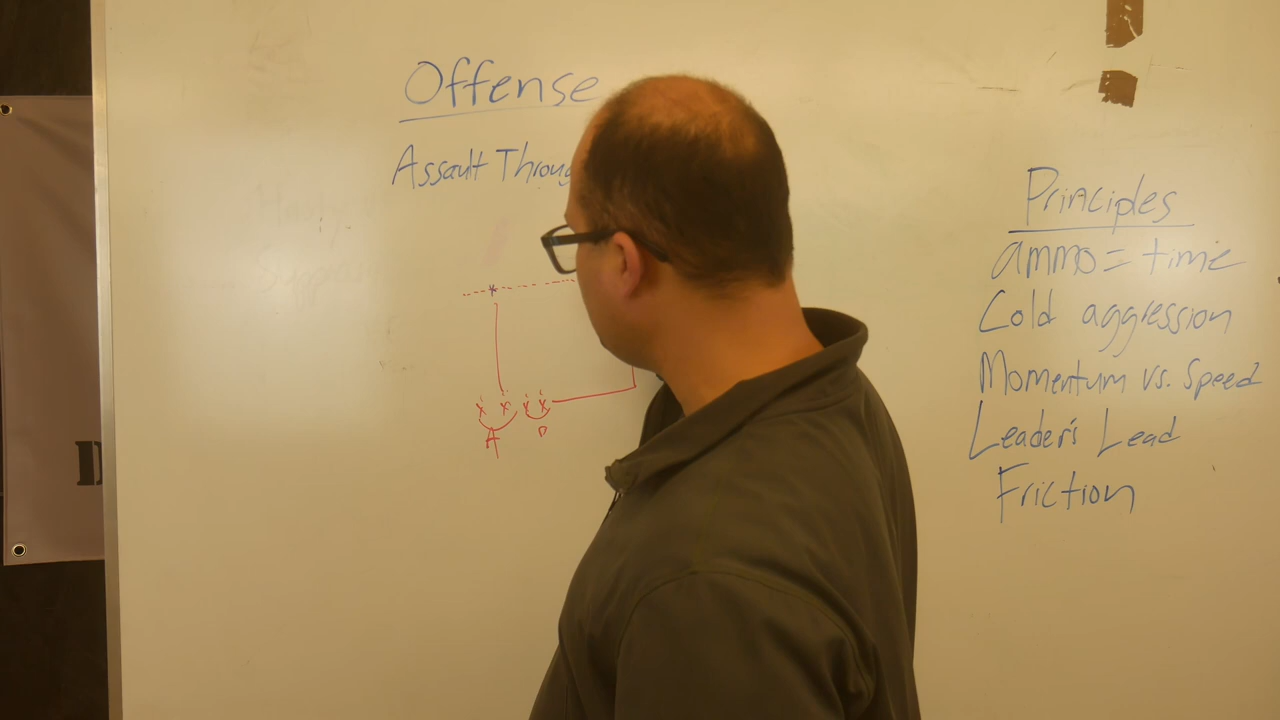 Offense
Assault Throug
x x x x
A D
Principles
ammo = time
Cold aggression
Momentum vs. Speed
Leader's Lead
Friction
D